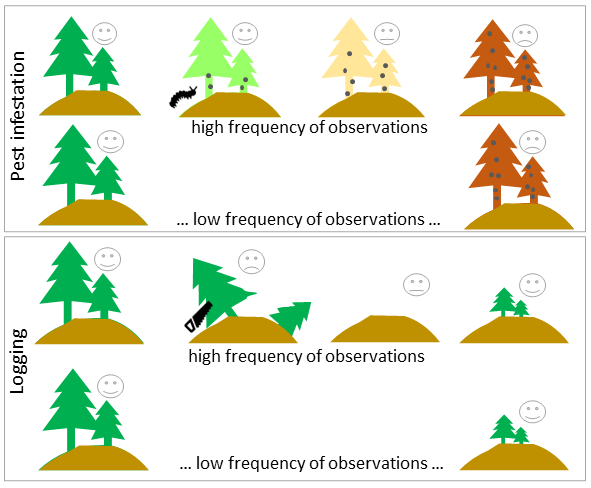 Pest infestation
high frequency of observations
... low frequency of observations ...
Logging
high frequency of observations
... low frequency of observations ...